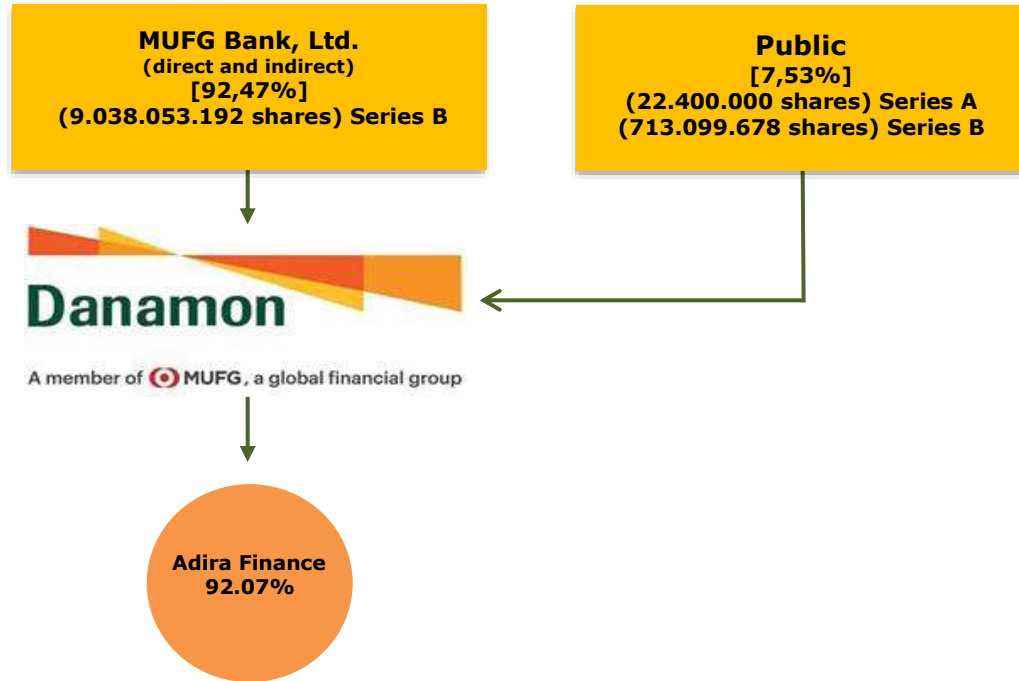 MUFG Bank, Ltd.
(direct and indirect)
[92,47%]
(9.038.053.192 shares) Series B
Public
[7,53%]
(22.400.000 shares) Series A
(713.099.678 shares) Series B
Danamon
A member of MUFG, a global financial group
Adira Finance
92.07%